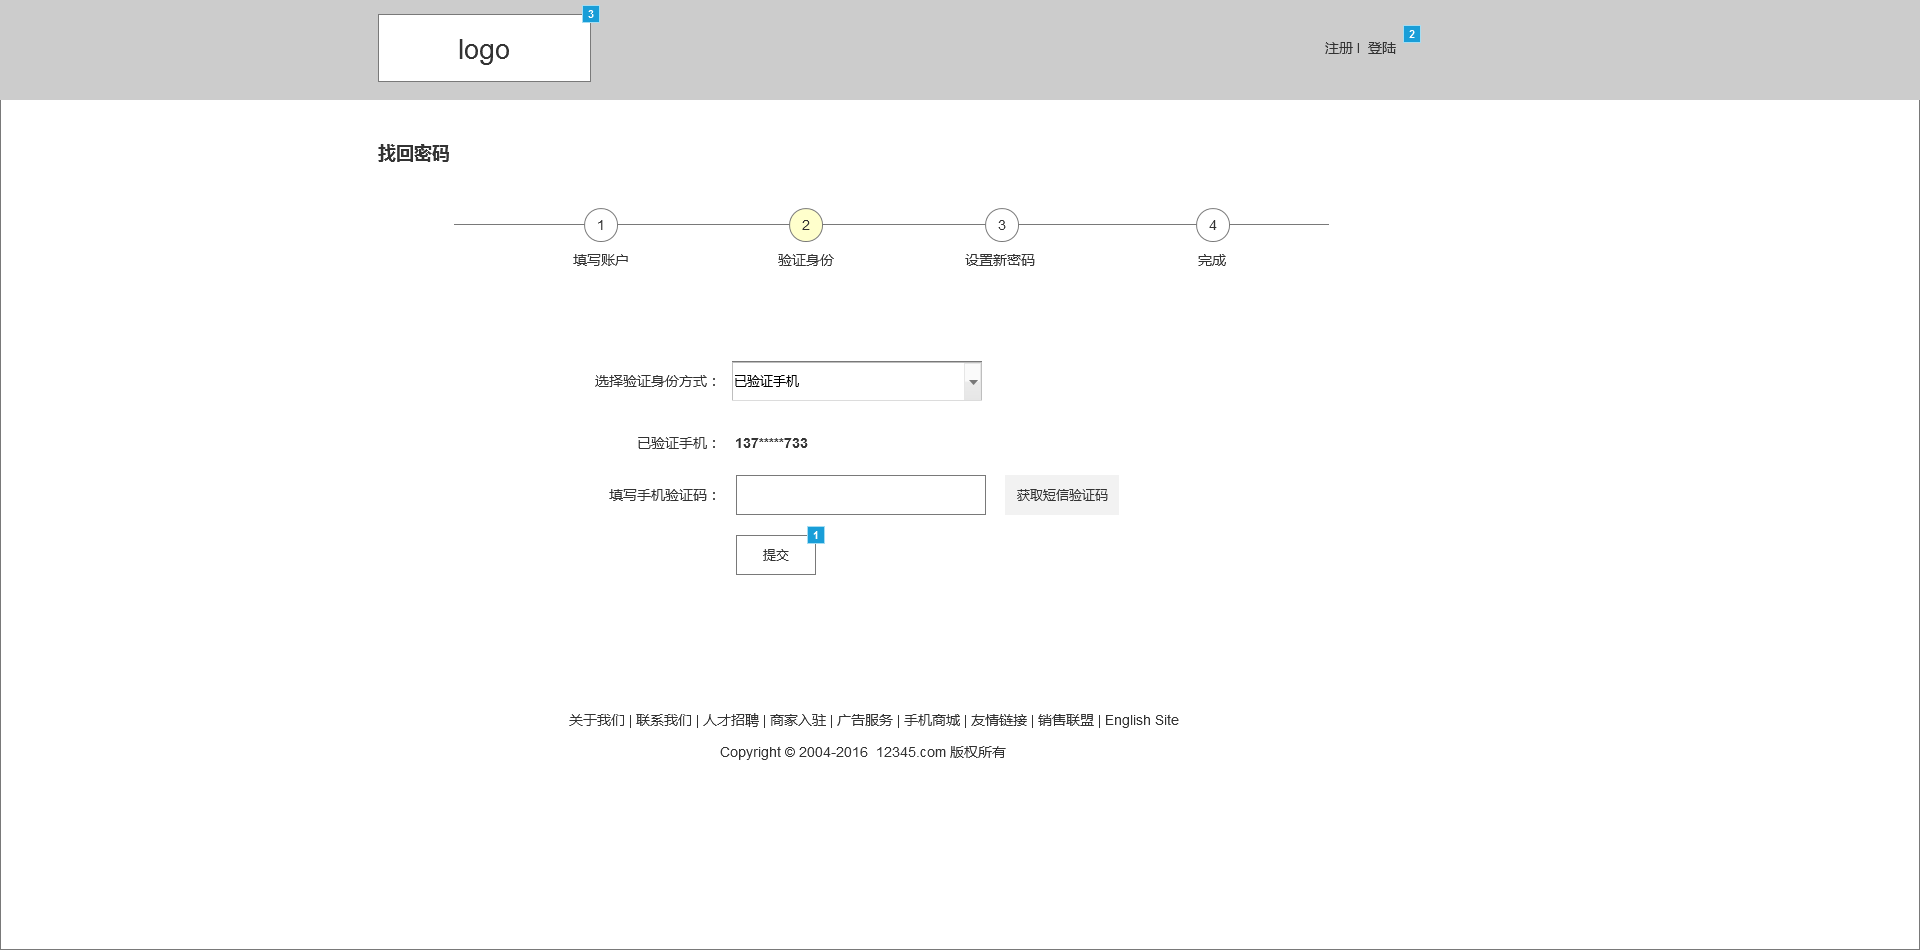 3
logo
2
注册 | 登陆
找回密码
1 2 3 4
填写账户 验证身份 设置新密码 完成
选择验证身份方式： 已验证手机
已验证手机： 137*****733
填写手机验证码： 获取短信验证码
1
提交
关于我们 | 联系我们 | 人才招聘 | 商家入驻 | 广告服务 | 手机商城 | 友情链接 | 销售联盟 | English Site
Copyright © 2004-2016  12345.com 版权所有